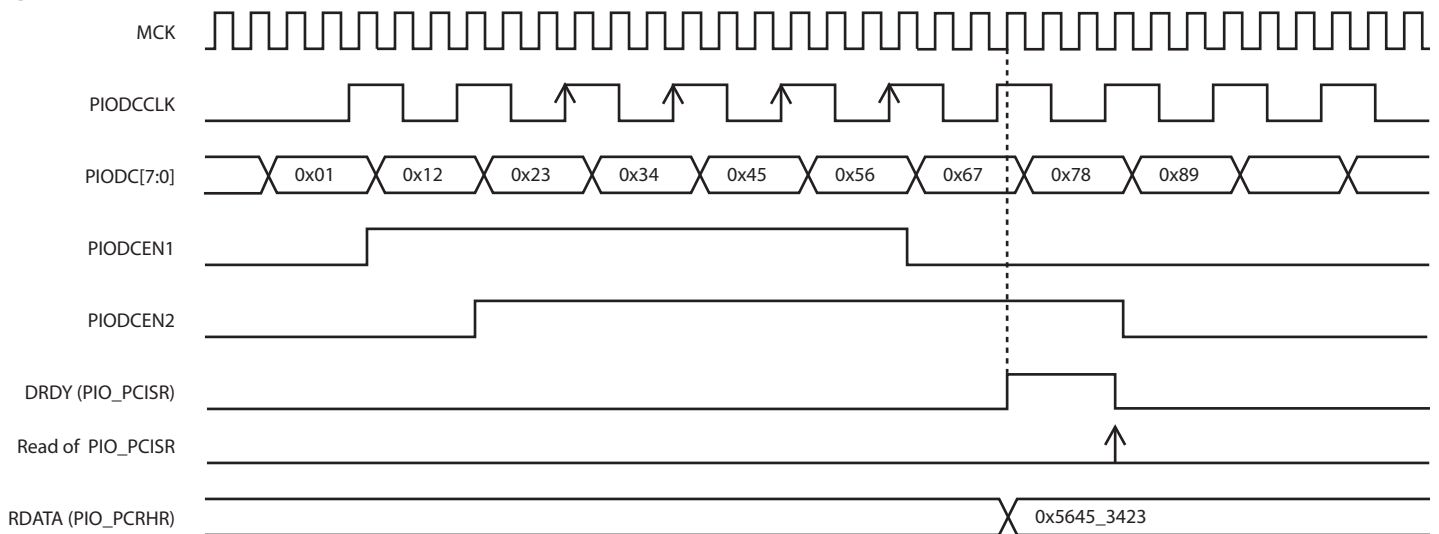 MCK
PIODCCLK
PIODC[7:0] 0x01 0x12 0x23 0x34 0x45 0x56 0x67 0x78 0x89
PIODCEN1
PIODCEN2
DRDY (PIO_PCISR)
Read of PIO_PCISR
RDATA (PIO_PCRHR) 0x5645_3423